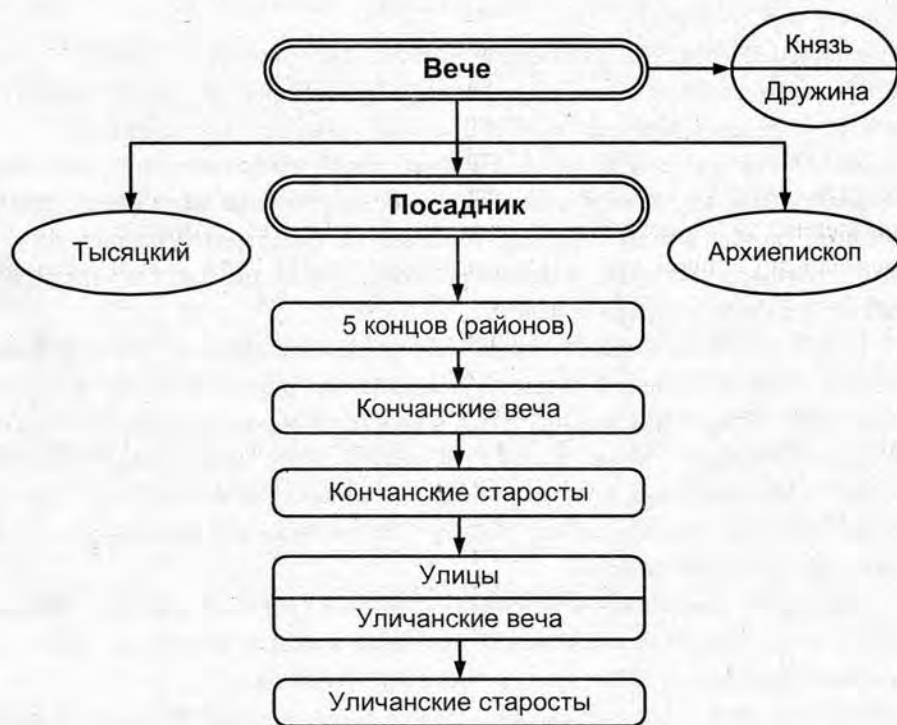 Вече
Князь
Дружина
Посадник
Тысяцкий
Архиепископ
5 концов (районов)
Кончанские веча
Кончанские старосты
Улицы
Уличанские веча
Уличанские старосты